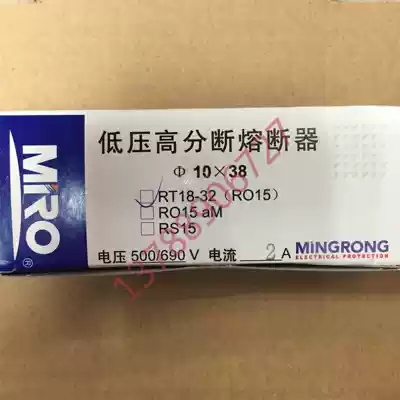 MIRO
®
低压高分断熔断器
Φ 10×38
RT18-32 (RO15)
RO15 aM
RS15
电压 500/690 V 电流 2 A
MINGRONG
ELECTRICAL PROTECTION